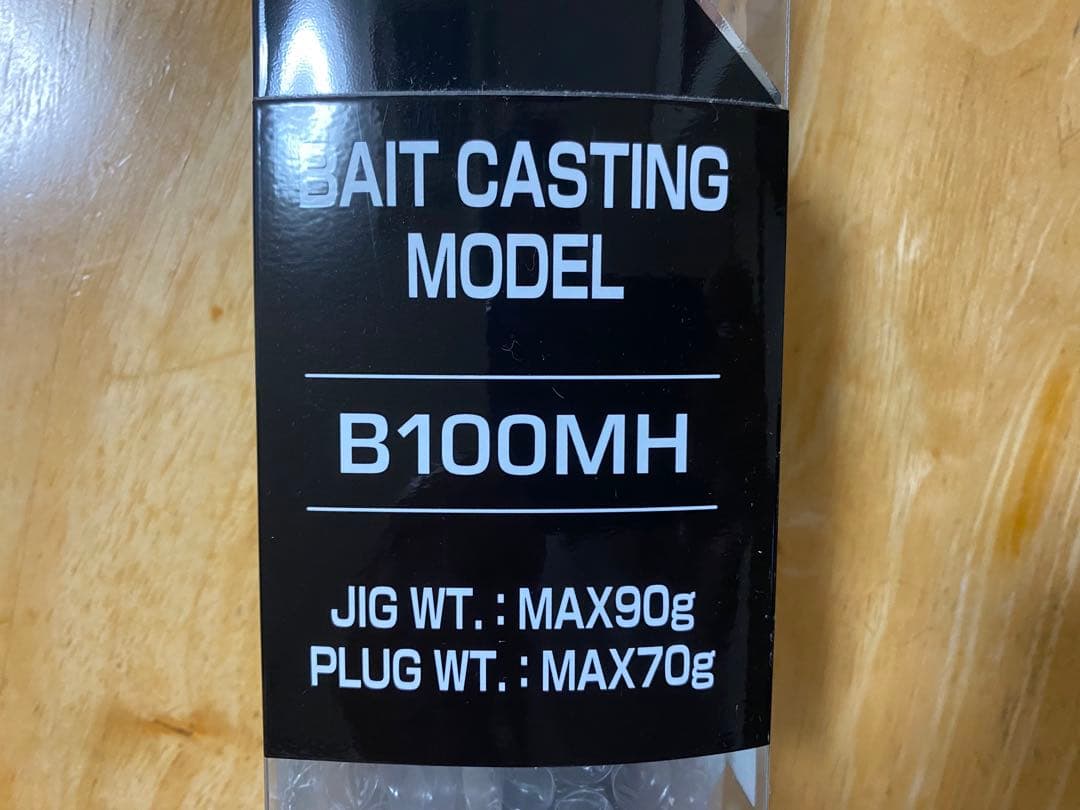 BAIT CASTING
MODEL
B100MH
JIG WT. : MAX90g
PLUG WT. : MAX70g